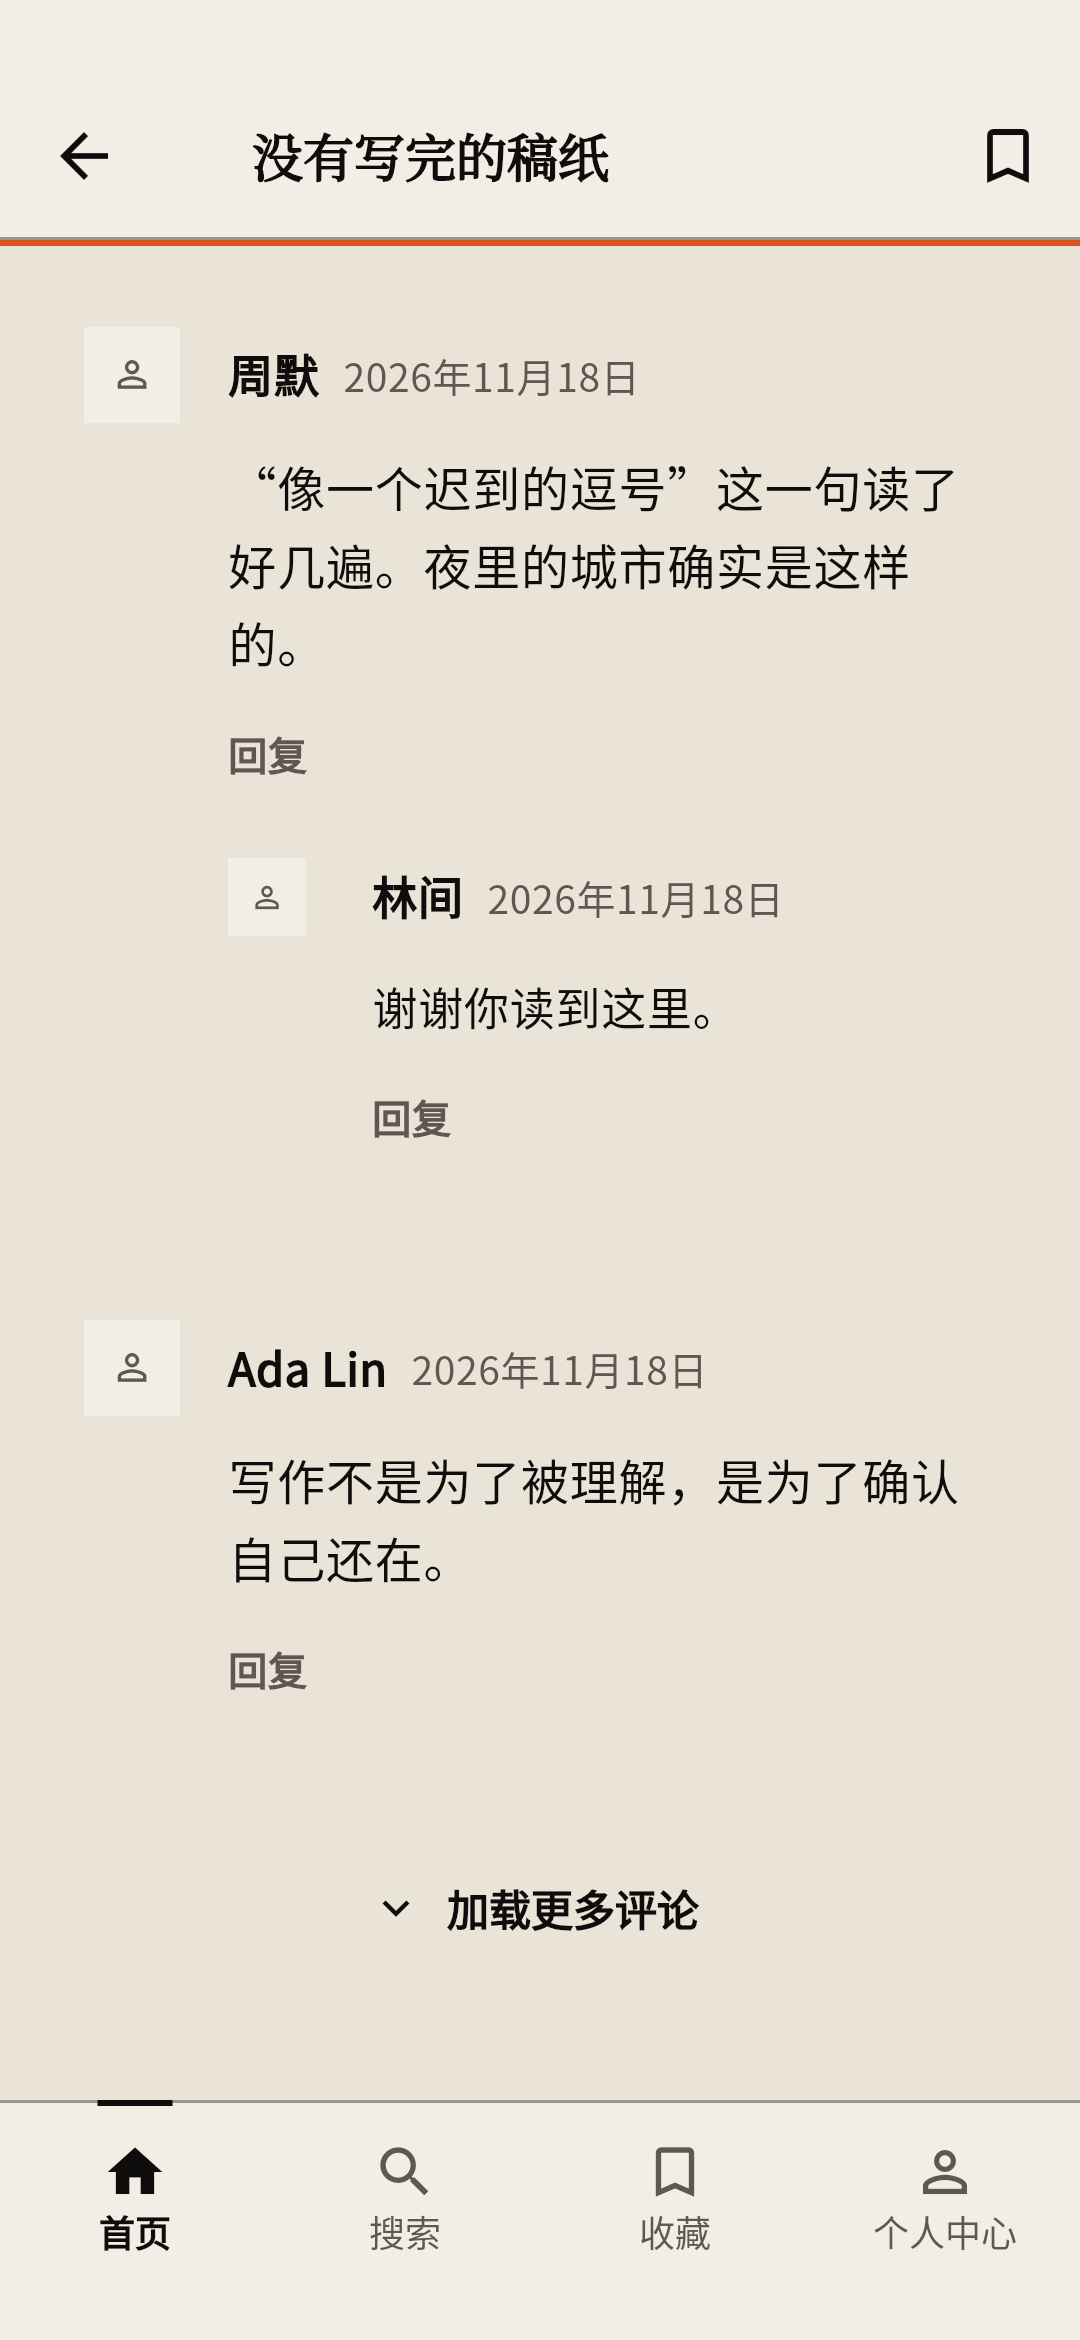 没有写完的稿纸
周默 2026年11月18日
“像一个迟到的逗号”这一句读了
好几遍。夜里的城市确实是这样
的。
回复
林间 2026年11月18日
谢谢你读到这里。
回复
Ada Lin 2026年11月18日
写作不是为了被理解，是为了确认
自己还在。
回复
加载更多评论
首页 搜索 收藏 个人中心